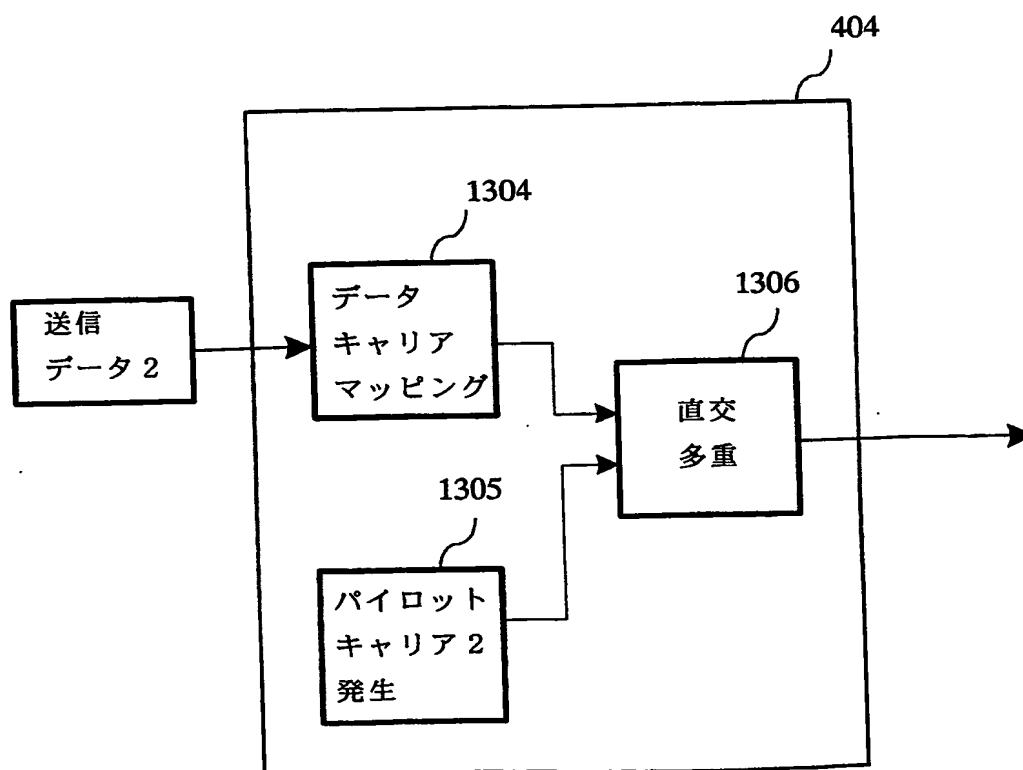 404
1304
データ
キャリア
マッピング
送信
データ2
1306
直交
多重
1305
パイロット
キャリア2
発生